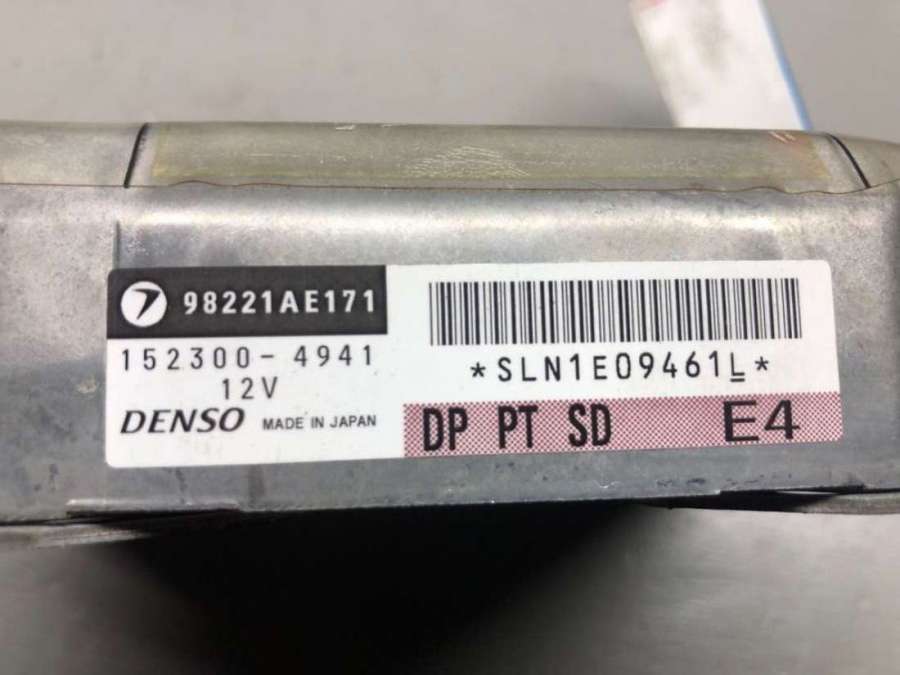 98221AE171
152300-4941
12V
DENSO MADE IN JAPAN
*SLN1E09461L*
DP PT SD E4